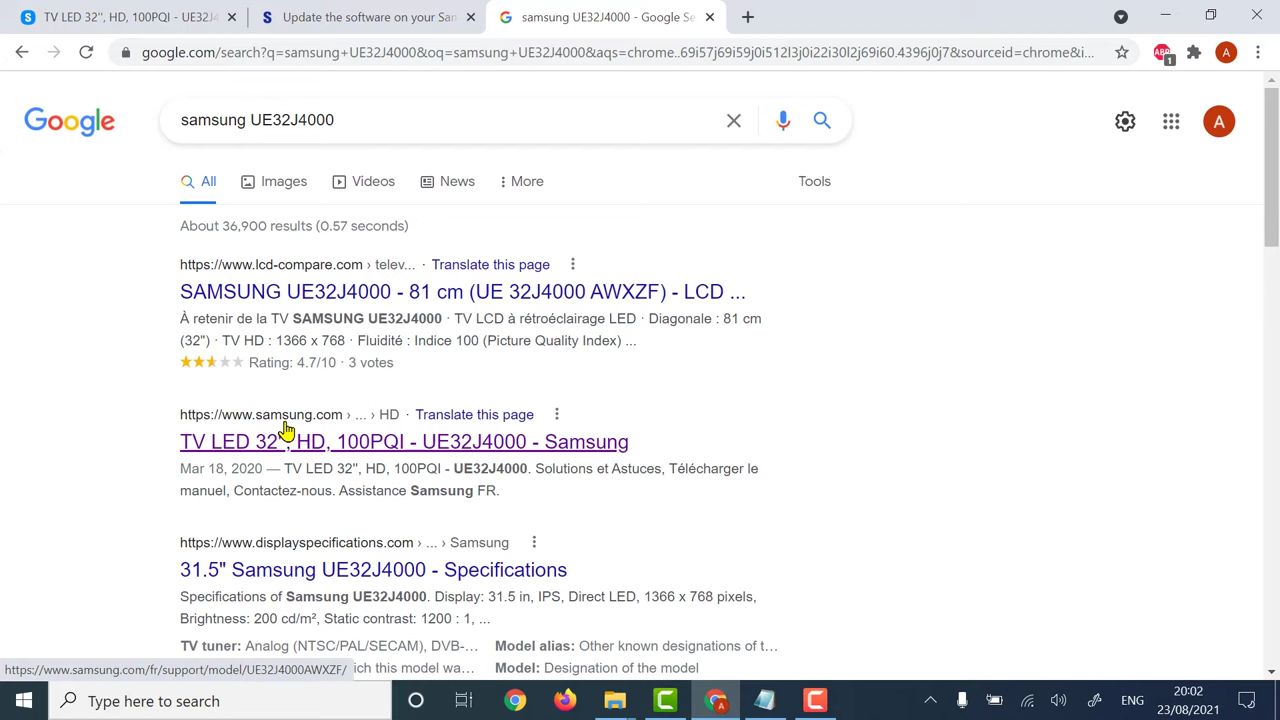 TV LED 32'', HD, 100PQI - UE32J4
Update the software on your San
samsung UE32J4000 - Google Se
google.com/search?q=samsung+UE32J4000&oq=samsung+UE32J4000&aqs=chrome..69i57j69i59j0i512l3j0i22i30l2j69i60.4396j0j7&sourceid=chrome&i...
ABP
1
A
Google
samsung UE32J4000
A
All
Images
Videos
News
More
Tools
About 36,900 results (0.57 seconds)
https://www.lcd-compare.com › telev... · Translate this page
SAMSUNG UE32J4000 - 81 cm (UE 32J4000 AWXZF) - LCD ...
À retenir de la TV SAMSUNG UE32J4000 · TV LCD à rétroéclairage LED · Diagonale : 81 cm
(32") · TV HD : 1366 x 768 · Fluidité : Indice 100 (Picture Quality Index) ...
Rating: 4.7/10 · 3 votes
https://www.samsung.com › ... › HD · Translate this page
TV LED 32'', HD, 100PQI - UE32J4000 - Samsung
Mar 18, 2020 — TV LED 32'', HD, 100PQI - UE32J4000. Solutions et Astuces, Télécharger le
manuel, Contactez-nous. Assistance Samsung FR.
https://www.displayspecifications.com › ... › Samsung
31.5" Samsung UE32J4000 - Specifications
Specifications of Samsung UE32J4000. Display: 31.5 in, IPS, Direct LED, 1366 x 768 pixels,
Brightness: 200 cd/m², Static contrast: 1200 : 1, ...
TV tuner: Analog (NTSC/PAL/SECAM), DVB-...
Model alias: Other known designations of t...
https://www.samsung.com/fr/support/model/UE32J4000AWXZF/
ich this model wa...
Model: Designation of the model
Type here to search
A
ENG
20:02
23/08/2021